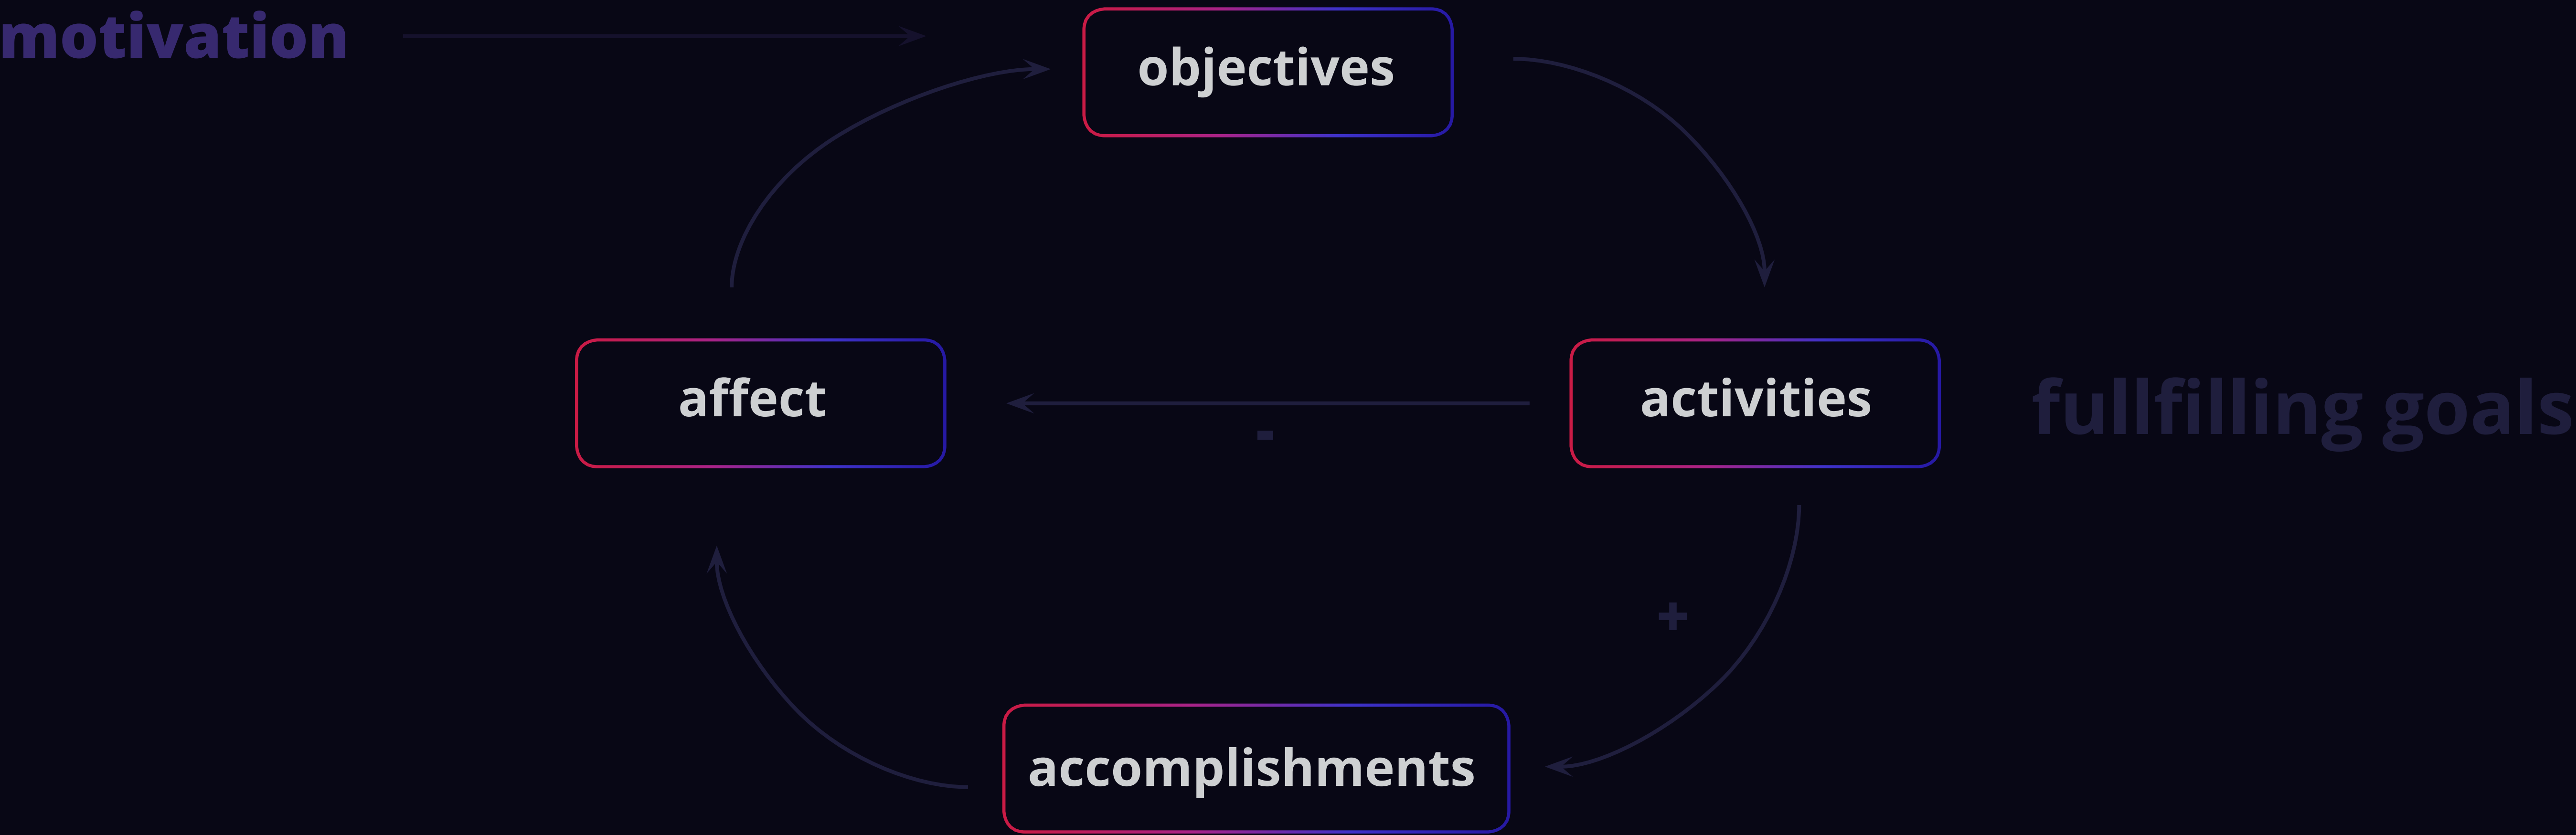 motivation
objectives
affect
activities
fullfilling goals
-
+
accomplishments